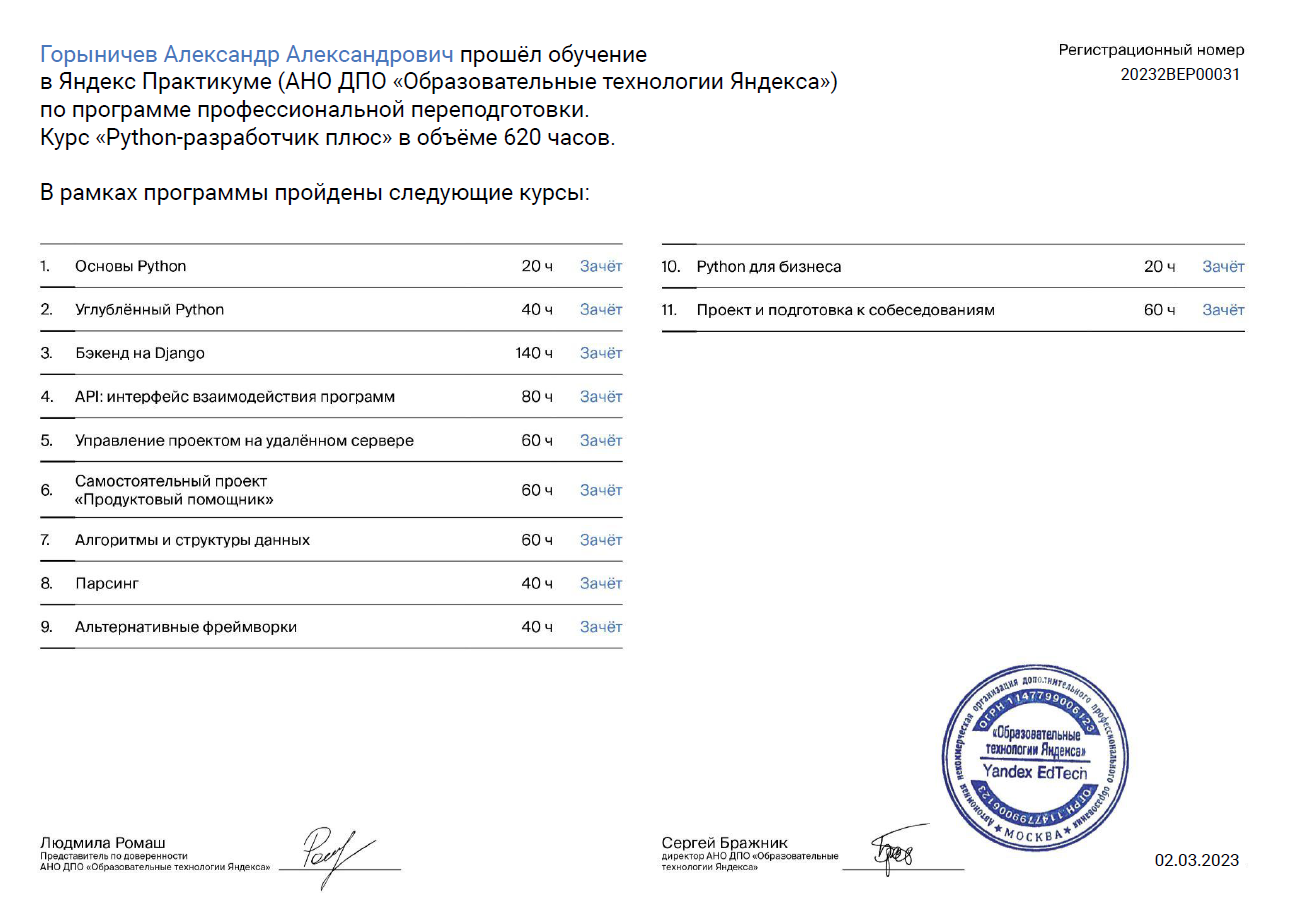 Горыничев Александр Александрович прошёл обучение
в Яндекс Практикуме (АНО ДПО «Образовательные технологии Яндекса»)
по программе профессиональной переподготовки.
Курс «Python-разработчик плюс» в объёме 620 часов.
Регистрационный номер
20232BEP00031
В рамках программы пройдены следующие курсы:
1. Основы Python 20 ч Зачёт
2. Углублённый Python 40 ч Зачёт
3. Бэкенд на Django 140 ч Зачёт
4. API: интерфейс взаимодействия программ 80 ч Зачёт
5. Управление проектом на удалённом сервере 60 ч Зачёт
6. Самостоятельный проект
«Продуктовый помощник» 60 ч Зачёт
7. Алгоритмы и структуры данных 60 ч Зачёт
8. Парсинг 40 ч Зачёт
9. Альтернативные фреймворки 40 ч Зачёт
10. Python для бизнеса 20 ч Зачёт
11. Проект и подготовка к собеседованиям 60 ч Зачёт
Людмила Ромаш
Представитель по доверенности
АНО ДПО «Образовательные технологии Яндекса»
Сергей Бражник
директор АНО ДПО «Образовательные
технологии Яндекса»
Автономная некоммерческая организация дополнительного профессионального образования
ОГРН 1147799006123
«Образовательные
технологии Яндекса»
Yandex EdTech
ОГРН 1147799006123
МОСКВА
02.03.2023